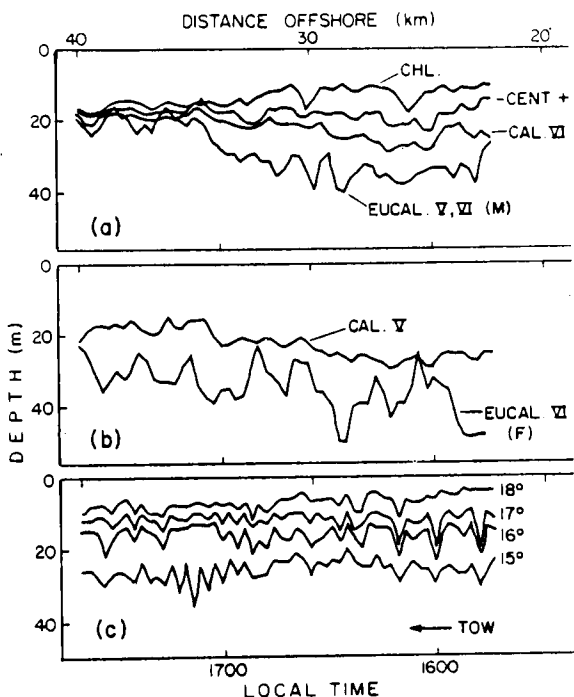 DISTANCE OFFSHORE (km)
40 30 20
0
20
40
CHL.
CENT +
CAL. VI
EUCAL. V, VI (M)
(a)
0
20
40
DEPTH (m)
CAL. V
EUCAL. VI
(F)
(b)
0
20
40
18°
17°
16°
15°
(c)
← TOW
1700 1600
LOCAL TIME